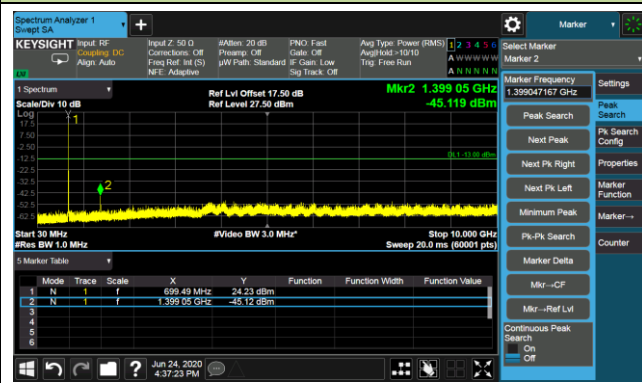 Spectrum Analyzer 1
Swept SA
Marker
KEYSIGHT Input: RF
Coupling: DC
Align: Auto
Input Z: 50 Ω
Corrections: Off
Freq Ref: Int (S)
NFE: Adaptive
#Atten: 20 dB
Preamp: Off
µW Path: Standard
PNO: Fast
Gate: Off
IF Gain: Low
Sig Track: Off
Avg Type: Power (RMS)
Avg|Hold:>10/10
Trig: Free Run
1 2 3 4 5 6
A W W W W W
A N N N N N
LXI
Select Marker
Marker 2
1 Spectrum
Scale/Div 10 dB
Ref Lvl Offset 17.50 dB
Ref Level 27.50 dBm
Mkr2 1.399 05 GHz
-45.119 dBm
Log
17.5
7.50
-2.50
-12.5
-22.5
-32.5
-42.5
-52.5
-62.5
1
2
DL1 -13.00 dBm
Start 30 MHz
#Res BW 1.0 MHz
#Video BW 3.0 MHz*
Stop 10.000 GHz
Sweep 20.0 ms (60001 pts)
5 Marker Table
Mode Trace Scale X Y Function Function Width Function Value
1 N 1 f 699.49 MHz 24.23 dBm
2 N 1 f 1.399 05 GHz -45.12 dBm
3
4
5
6
Marker Frequency
1.399047167 GHz
Peak Search
Next Peak
Next Pk Right
Next Pk Left
Minimum Peak
Pk-Pk Search
Marker Delta
Mkr→CF
Mkr→Ref Lvl
Continuous Peak
Search
On
Off
Settings
Peak
Search
Pk Search
Config
Properties
Marker
Function
Marker→
Counter
?
Jun 24, 2020
4:37:23 PM